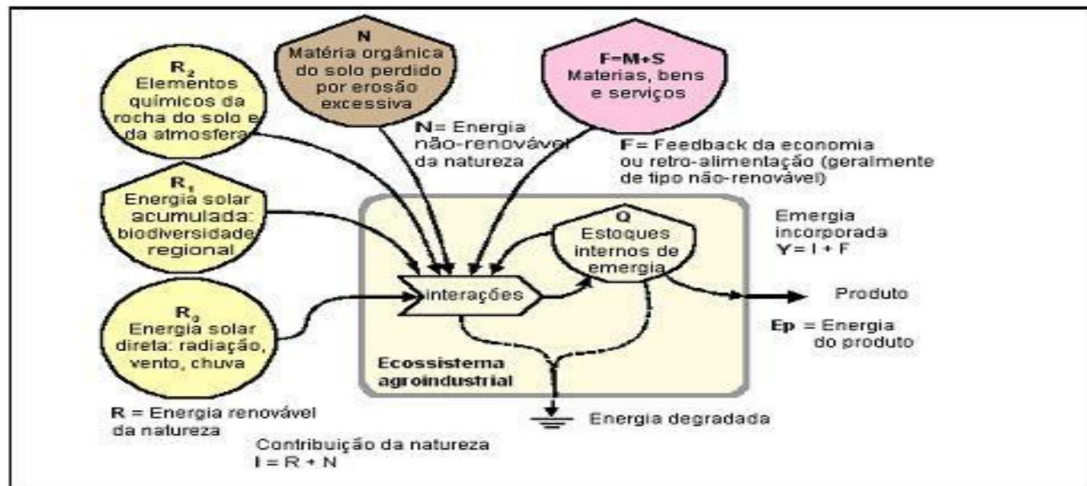 R2
Elementos
químicos da
rocha do solo e
da atmosfera
N
Matéria orgânica
do solo perdido
por erosão
excessiva
F=M+S
Materias, bens
e serviços
N= Energia
não-renovável
da natureza
F= Feedback da economia
ou retro-alimentação (geralmente
de tipo não-renovável)
R1
Energia solar
acumulada:
biodiversidade
regional
Q
Estoques
internos de
emergia
Emergia
incorporada
Y= I + F
interações
Produto
Ep = Energia
do produto
R0
Energia solar
direta: radiação,
vento, chuva
Ecossistema
agroindustrial
R = Energia renovável
da natureza
Energia degradada
Contribuição da natureza
I = R + N